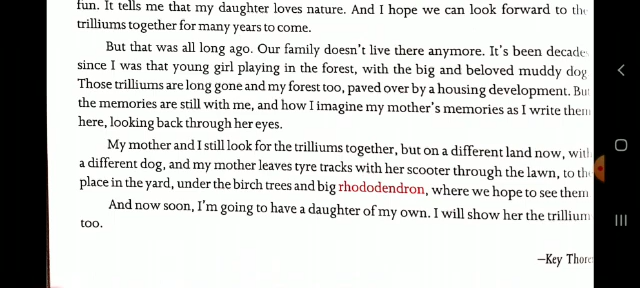 fun. It tells me that my daughter loves nature. And I hope we can look forward to the
trilliums together for many years to come.
But that was all long ago. Our family doesn't live there anymore. It's been decade
since I was that young girl playing in the forest, with the big and beloved muddy dog
Those trilliums are long gone and my forest too, paved over by a housing development. But
the memories are still with me, and how I imagine my mother's memories as I write them
here, looking back through her eyes.
My mother and I still look for the trilliums together, but on a different land now, with
a different dog, and my mother leaves tyre tracks with her scooter through the lawn, to the
place in the yard, under the birch trees and big rhododendron, where we hope to see them
And now soon, I'm going to have a daughter of my own. I will show her the trillium
too.
—Key